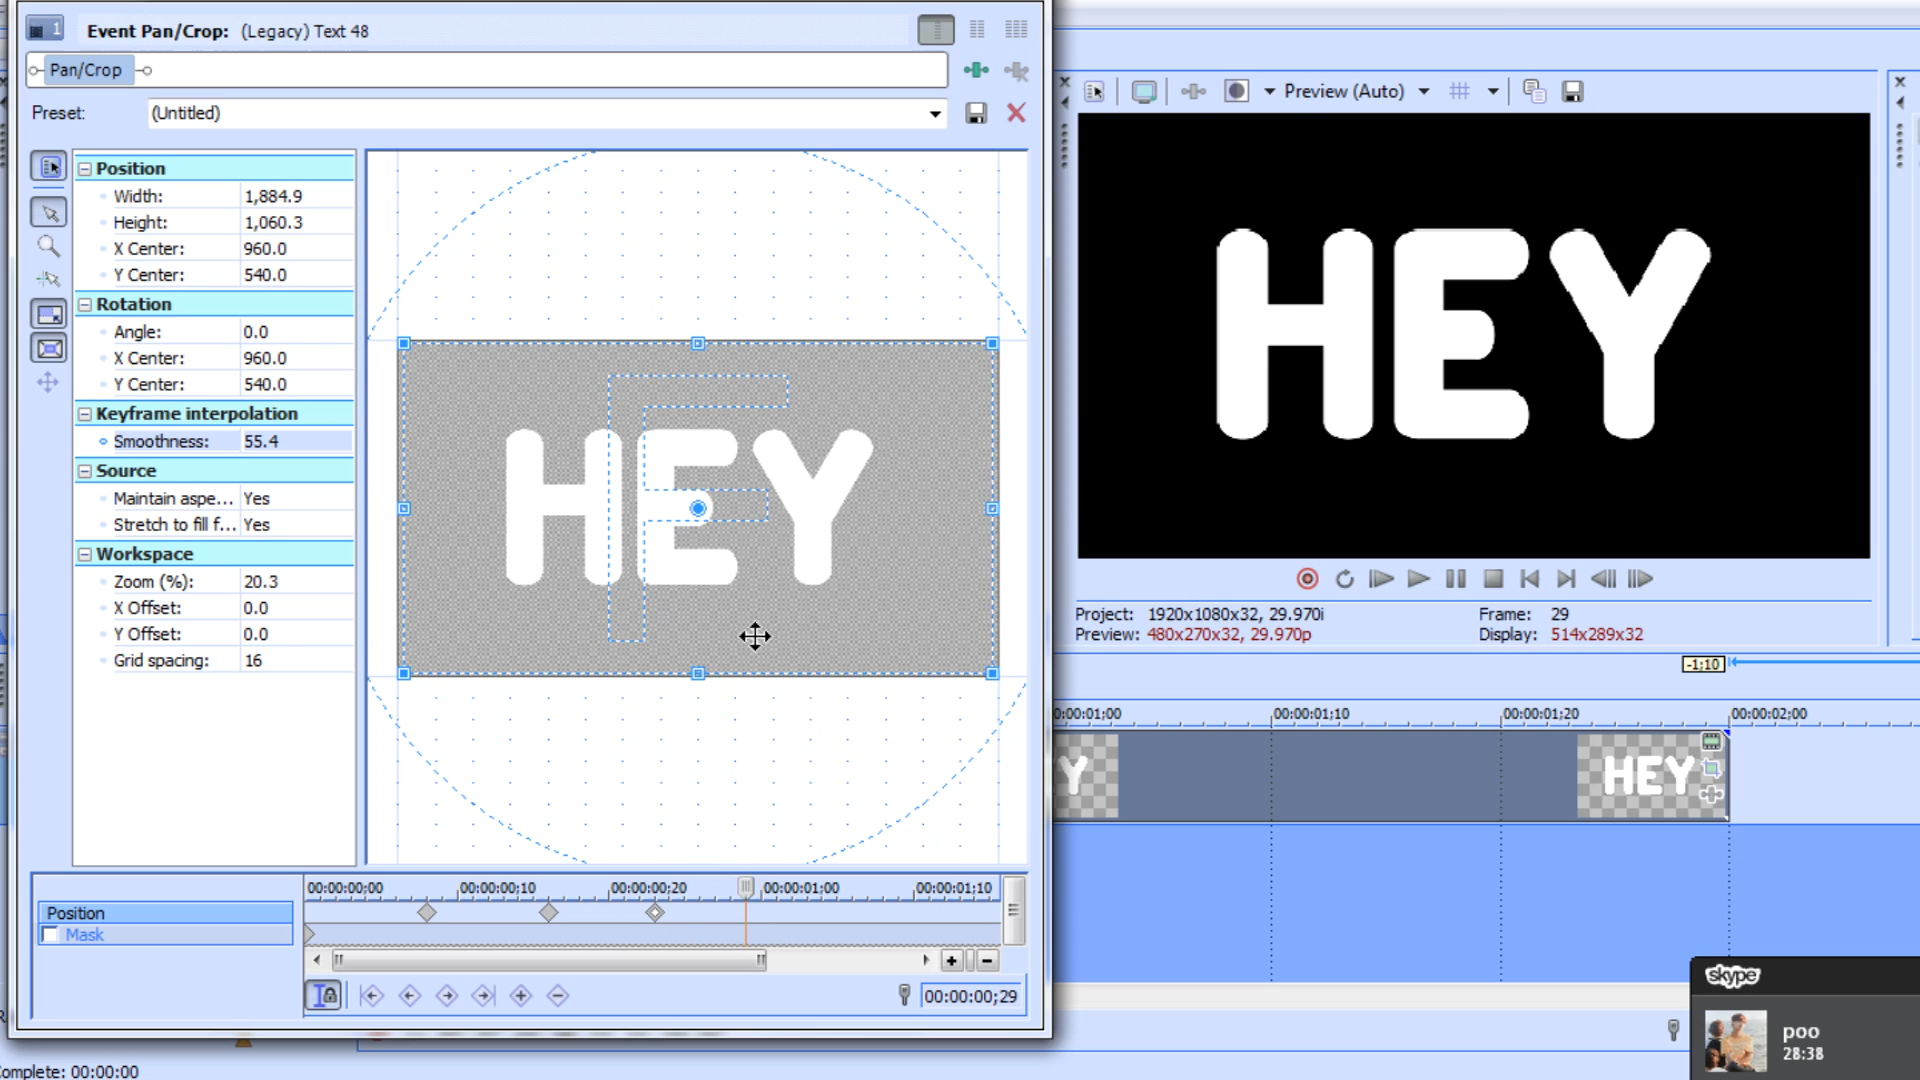 1 Event Pan/Crop: (Legacy) Text 48
Pan/Crop
Preset: (Untitled)
Position
Width: 1,884.9
Height: 1,060.3
X Center: 960.0
Y Center: 540.0
Rotation
Angle: 0.0
X Center: 960.0
Y Center: 540.0
Keyframe interpolation
Smoothness: 55.4
Source
Maintain aspe... Yes
Stretch to fill f... Yes
Workspace
Zoom (%): 20.3
X Offset: 0.0
Y Offset: 0.0
Grid spacing: 16
HEY
00:00:00;00 00:00:00;10 00:00:00;20 00:00:01;00 00:00:01;10
Position
Mask
00:00:00;29
omplete: 00:00:00
Preview (Auto)
HEY
Project: 1920x1080x32, 29.970i
Preview: 480x270x32, 29.970p
Frame: 29
Display: 514x289x32
-1;10
0:00:01;00 00:00:01;10 00:00:01;20 00:00:02;00
Y
HEY
skype
poo
28:38